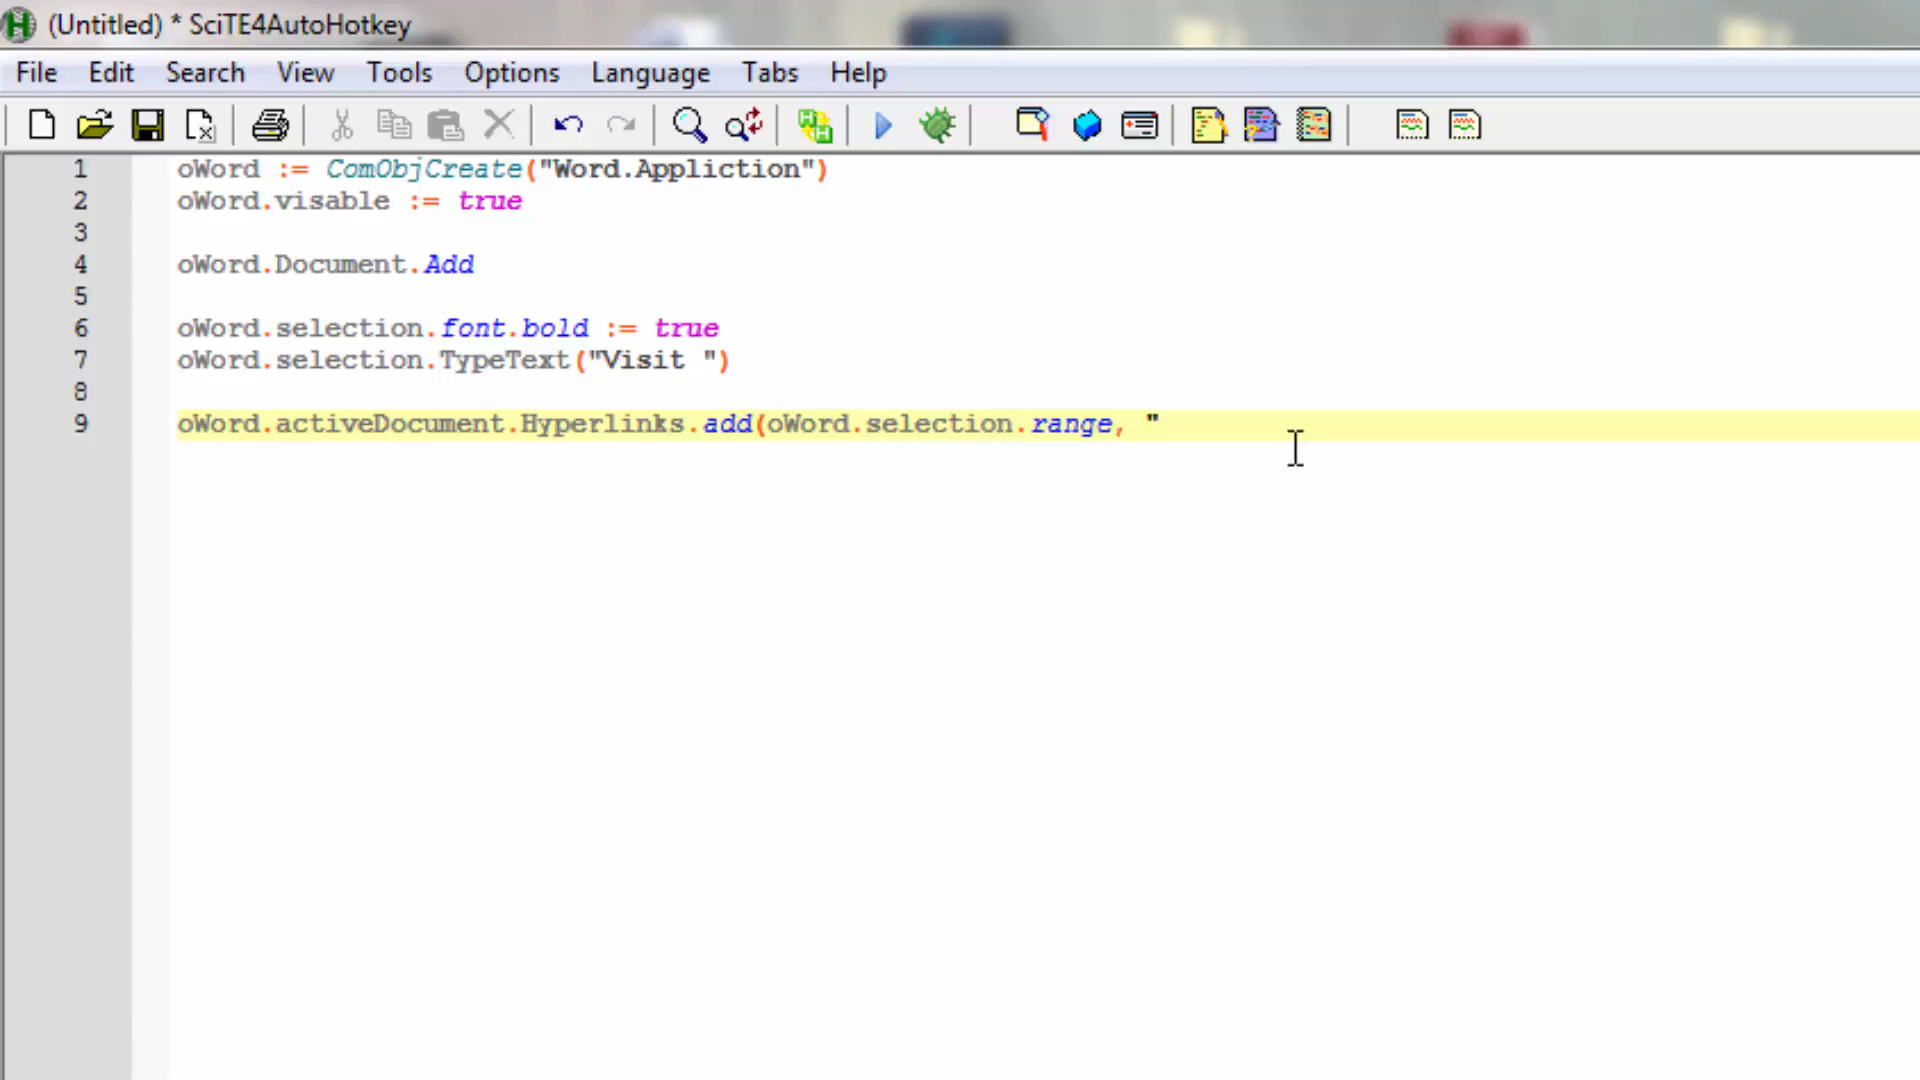 (Untitled) * SciTE4AutoHotkey
File Edit Search View Tools Options Language Tabs Help
1 oWord := ComObjCreate("Word.Appliction")
2 oWord.visable := true
3
4 oWord.Document.Add
5
6 oWord.selection.font.bold := true
7 oWord.selection.TypeText("Visit ")
8
9 oWord.activeDocument.Hyperlinks.add(oWord.selection.range, "